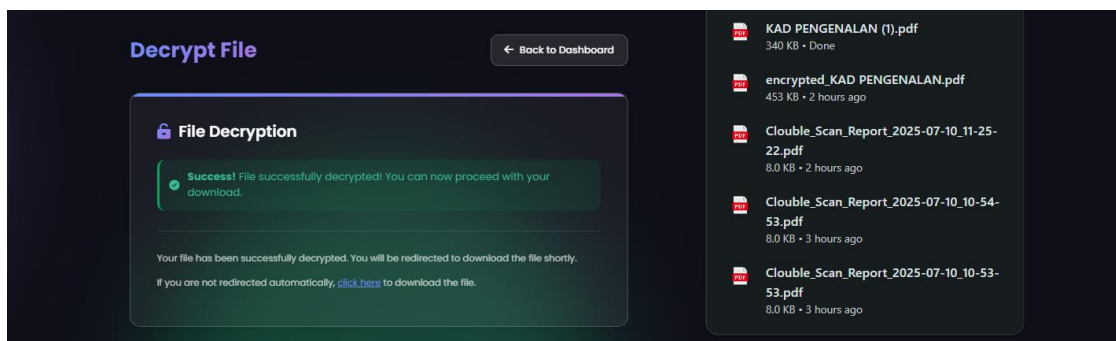 Decrypt File
← Back to Dashboard
File Decryption
Success! File successfully decrypted! You can now proceed with your
download.
Your file has been successfully decrypted. You will be redirected to download the file shortly.
If you are not redirected automatically, click here to download the file.
PDF
KAD PENGENALAN (1).pdf
340 KB • Done
PDF
encrypted_KAD PENGENALAN.pdf
453 KB • 2 hours ago
PDF
Clouble_Scan_Report_2025-07-10_11-25-
22.pdf
8.0 KB • 2 hours ago
PDF
Clouble_Scan_Report_2025-07-10_10-54-
53.pdf
8.0 KB • 3 hours ago
PDF
Clouble_Scan_Report_2025-07-10_10-53-
53.pdf
8.0 KB • 3 hours ago